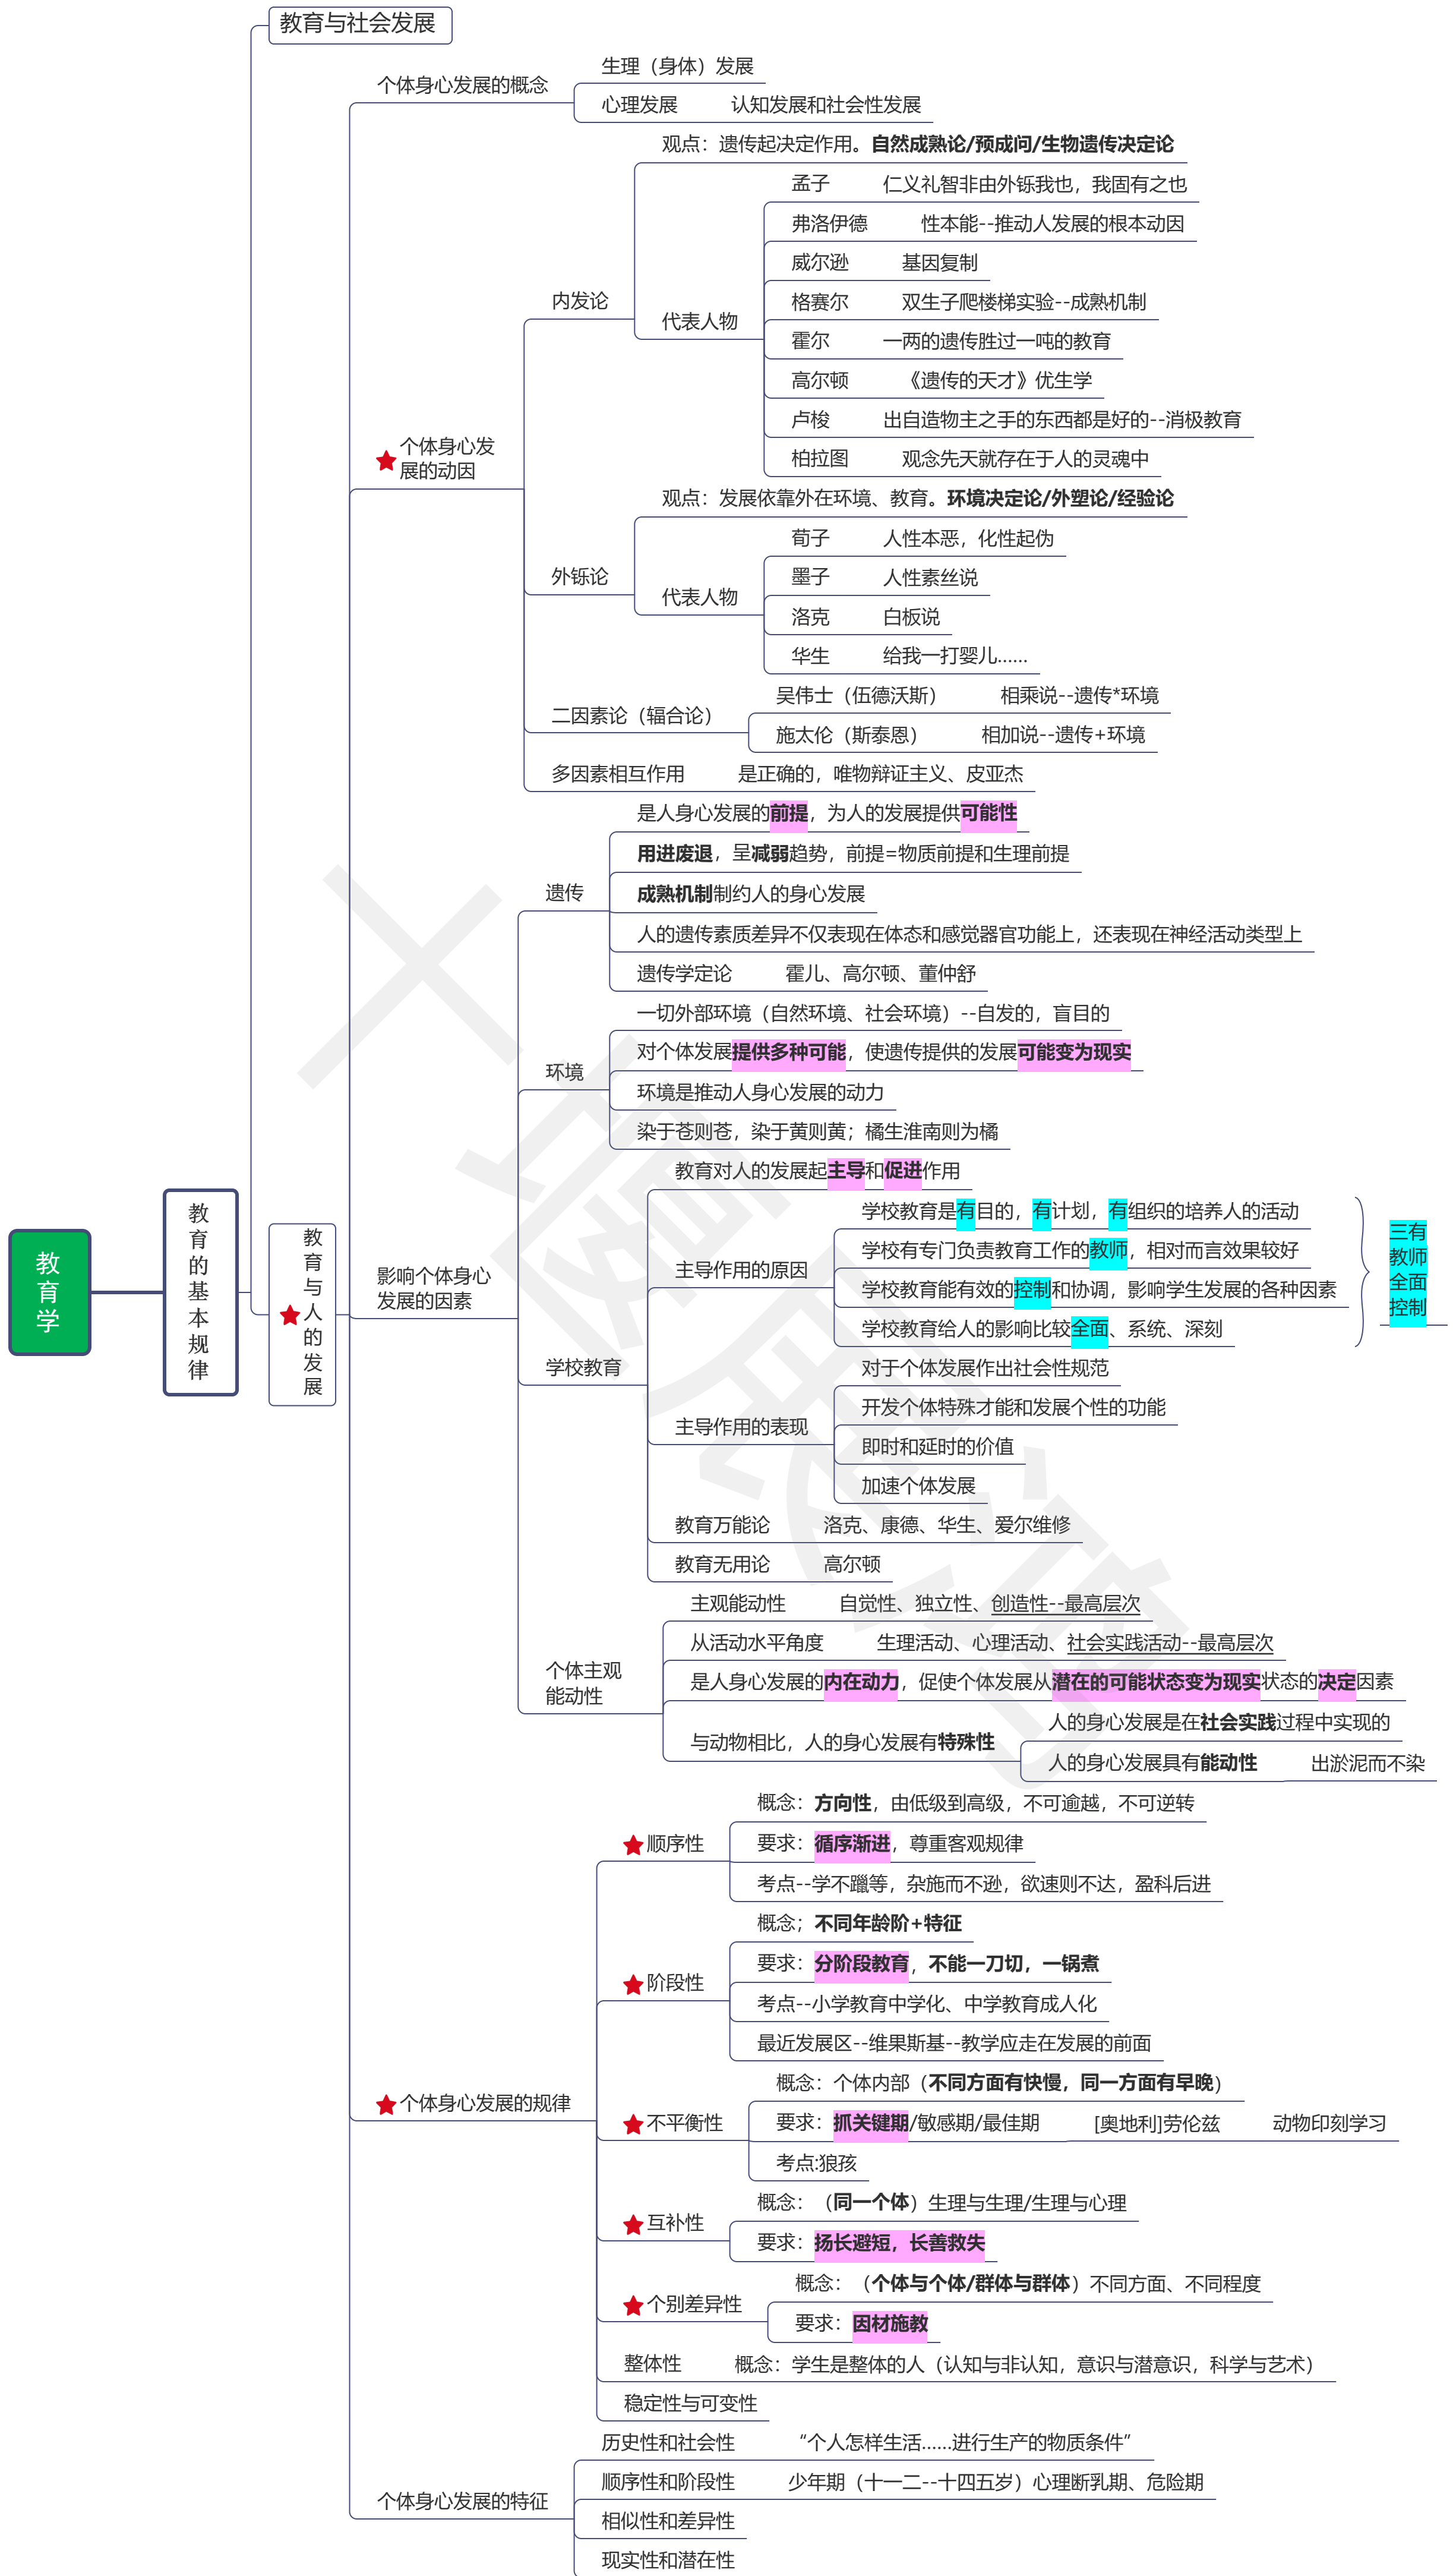 教育学
教育的基本规律
教育与社会发展
教育与人的发展
个体身心发展的概念
生理（身体）发展
心理发展 认知发展和社会性发展
个体身心发
展的动因
内发论
观点：遗传起决定作用。自然成熟论/预成问/生物遗传决定论
代表人物
孟子 仁义礼智非由外铄我也，我固有之也
弗洛伊德 性本能--推动人发展的根本动因
威尔逊 基因复制
格赛尔 双生子爬楼梯实验--成熟机制
霍尔 一两的遗传胜过一吨的教育
高尔顿 《遗传的天才》优生学
卢梭 出自造物主之手的东西都是好的--消极教育
柏拉图 观念先天就存在于人的灵魂中
外铄论
观点：发展依靠外在环境、教育。环境决定论/外塑论/经验论
代表人物
荀子 人性本恶，化性起伪
墨子 人性素丝说
洛克 白板说
华生 给我一打婴儿......
二因素论（辐合论）
吴伟士（伍德沃斯） 相乘说--遗传*环境
施太伦（斯泰恩） 相加说--遗传+环境
多因素相互作用 是正确的，唯物辩证主义、皮亚杰
影响个体身心
发展的因素
遗传
是人身心发展的前提，为人的发展提供可能性
用进废退，呈减弱趋势，前提=物质前提和生理前提
成熟机制制约人的身心发展
人的遗传素质差异不仅表现在体态和感觉器官功能上，还表现在神经活动类型上
遗传学定论 霍儿、高尔顿、董仲舒
环境
一切外部环境（自然环境、社会环境）--自发的，盲目的
对个体发展提供多种可能，使遗传提供的发展可能变为现实
环境是推动人身心发展的动力
染于苍则苍，染于黄则黄；橘生淮南则为橘
学校教育
教育对人的发展起主导和促进作用
主导作用的原因
学校教育是有目的，有计划，有组织的培养人的活动
学校有专门负责教育工作的教师，相对而言效果较好
学校教育能有效的控制和协调，影响学生发展的各种因素
学校教育给人的影响比较全面、系统、深刻
三有
教师
全面
控制
主导作用的表现
对于个体发展作出社会性规范
开发个体特殊才能和发展个性的功能
即时和延时的价值
加速个体发展
教育万能论 洛克、康德、华生、爱尔维修
教育无用论 高尔顿
个体主观
能动性
主观能动性 自觉性、独立性、创造性--最高层次
从活动水平角度 生理活动、心理活动、社会实践活动--最高层次
是人身心发展的内在动力，促使个体发展从潜在的可能状态变为现实状态的决定因素
与动物相比，人的身心发展有特殊性
人的身心发展是在社会实践过程中实现的
人的身心发展具有能动性 出淤泥而不染
个体身心发展的规律
顺序性
概念：方向性，由低级到高级，不可逾越，不可逆转
要求：循序渐进，尊重客观规律
考点--学不躐等，杂施而不逊，欲速则不达，盈科后进
阶段性
概念；不同年龄阶+特征
要求：分阶段教育，不能一刀切，一锅煮
考点--小学教育中学化、中学教育成人化
最近发展区--维果斯基--教学应走在发展的前面
不平衡性
概念：个体内部（不同方面有快慢，同一方面有早晚）
要求：抓关键期/敏感期/最佳期 [奥地利]劳伦兹 动物印刻学习
考点:狼孩
互补性
概念：（同一个体）生理与生理/生理与心理
要求：扬长避短，长善救失
个别差异性
概念：（个体与个体/群体与群体）不同方面、不同程度
要求：因材施教
整体性 概念：学生是整体的人（认知与非认知，意识与潜意识，科学与艺术）
稳定性与可变性
个体身心发展的特征
历史性和社会性 “个人怎样生活......进行生产的物质条件”
顺序性和阶段性 少年期（十一二--十四五岁）心理断乳期、危险期
相似性和差异性
现实性和潜在性
十堰展鸿